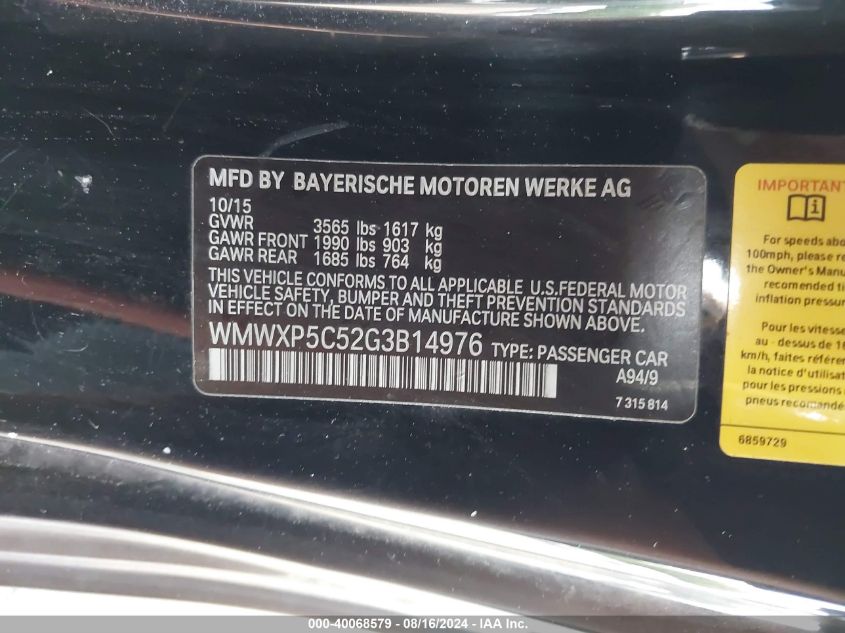 MFD BY BAYERISCHE MOTOREN WERKE AG
10/15
GVWR 3565 lbs 1617 kg
GAWR FRONT 1990 lbs 903 kg
GAWR REAR 1685 lbs 764 kg
THIS VEHICLE CONFORMS TO ALL APPLICABLE U.S.FEDERAL MOTOR
VEHICLE SAFETY, BUMPER AND THEFT PREVENTION STANDARDS
IN EFFECT ON THE DATE OF MANUFACTURE SHOWN ABOVE.
WMWXP5C52G3B14976 TYPE: PASSENGER CAR
A94/9
7 315 814
IMPORTANT
For speeds abo
100mph, please re
the Owner's Manu
recomended ti
inflation pressur
Pour les vitesse
au - dessus de 16
km/h, faites référen
la notice d'utilisat
pour les pressions
pneus recomandé
6859729
000-40068579 - 08/16/2024 - IAA Inc.